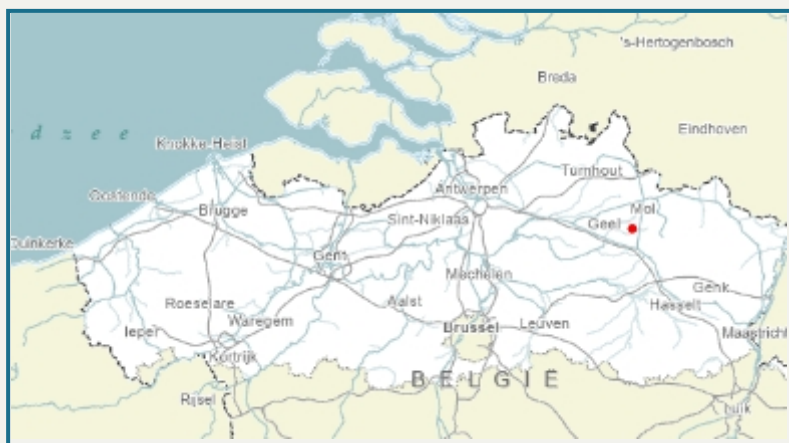 's-Hertogenbosch
Breda
Eindhoven
d z e e
Knokke-Heist
Turnhout
Oostende
Antwerpen
Mol
Brugge
Sint-Niklaas
Geel
Duinkerke
Gent
Mechelen
Genk
Roeselare
Aalst
Hasselt
Ieper
Waregem
Brussel
Leuven
Maastricht
Kortrijk
BELGIË
Rijsel
Luik